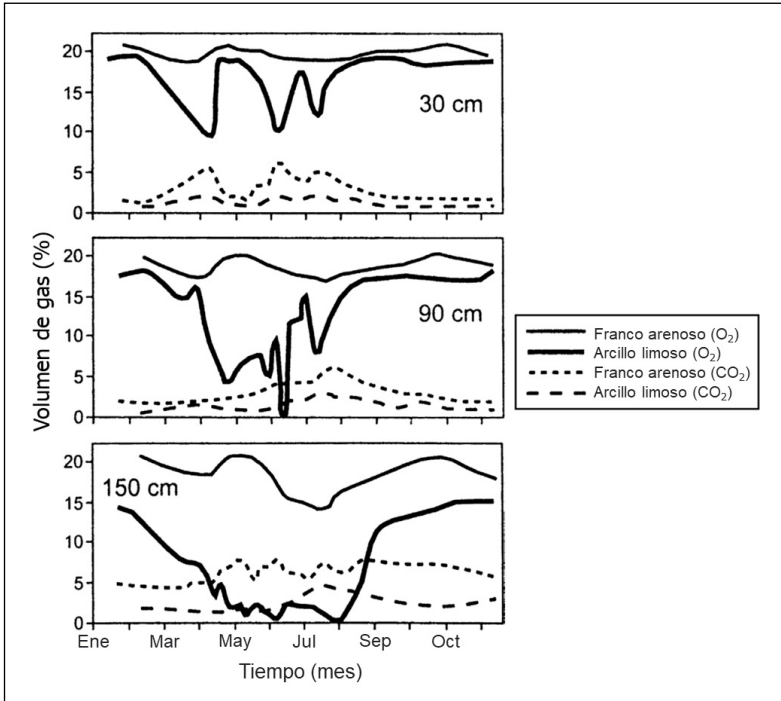 20
15
10
5
0
30 cm
20
15
10
5
0
90 cm
20
15
10
5
0
150 cm
Volumen de gas (%)
Ene Mar May Jul Sep Oct
Tiempo (mes)
Franco arenoso (O₂)
Arcillo limoso (O₂)
Franco arenoso (CO₂)
Arcillo limoso (CO₂)